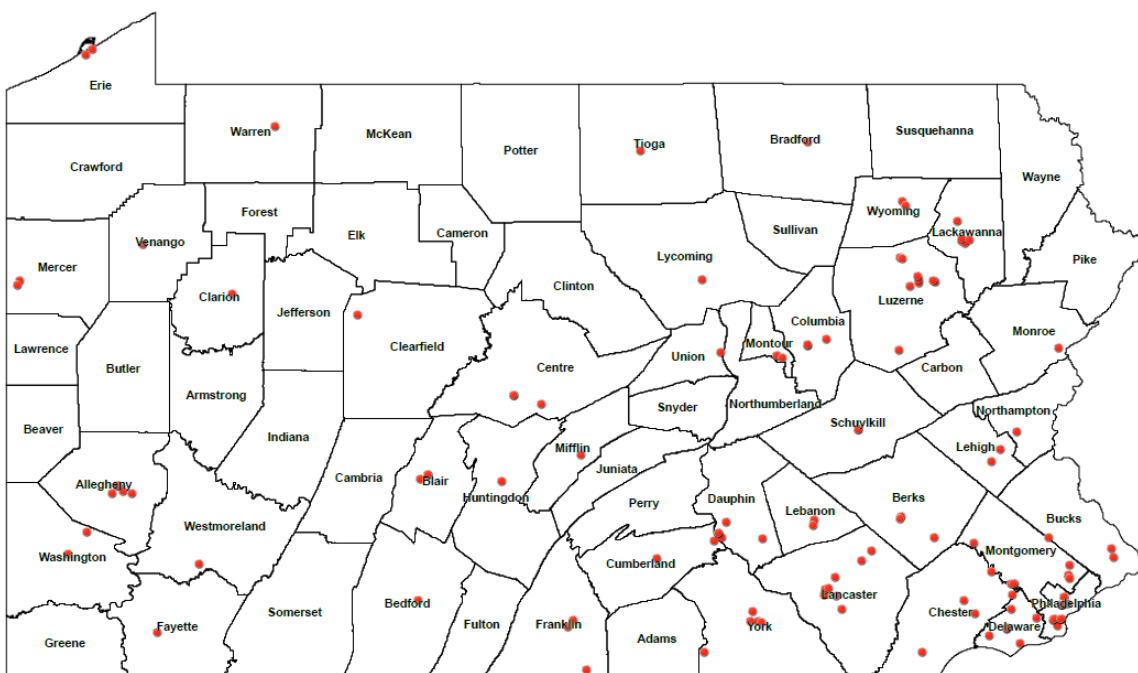 Erie
Warren
McKean
Potter
Tioga
Bradford
Susquehanna
Crawford
Wayne
Forest
Wyoming
Venango
Elk
Cameron
Sullivan
Lackawanna
Mercer
Lycoming
Pike
Clarion
Clinton
Luzerne
Jefferson
Columbia
Monroe
Lawrence
Clearfield
Montour
Union
Butler
Centre
Carbon
Armstrong
Snyder
Northumberland
Northampton
Beaver
Schuylkill
Indiana
Mifflin
Lehigh
Juniata
Cambria
Blair
Allegheny
Huntingdon
Perry
Dauphin
Lebanon
Berks
Bucks
Westmoreland
Montgomery
Washington
Cumberland
Lancaster
Bedford
Philadelphia
Somerset
Chester
Fayette
Fulton
Franklin
York
Delaware
Greene
Adams